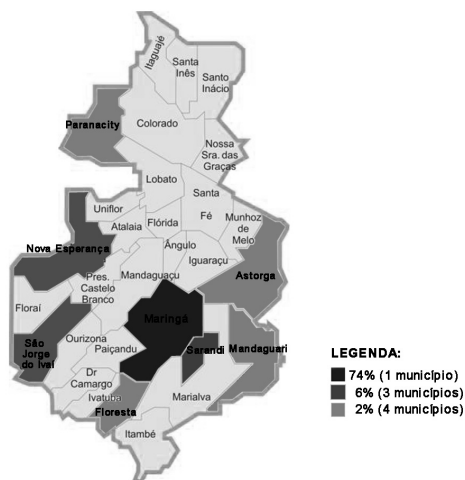 Itaguajé
Santa
Inês
Santo
Inácio
Paranacity
Colorado
Nossa
Sra. das
Graças
Lobato
Santa
Fé
Uniflor
Atalaia
Flórida
Munhoz
de
Melo
Ângulo
Iguaraçu
Nova Esperança
Mandaguaçu
Astorga
Pres.
Castelo
Branco
Floraí
Maringá
São
Jorge
do Ivaí
Ourizona
Paiçandu
Sarandi
Mandaguari
Dr
Camargo
Ivatuba
Floresta
Marialva
Itambé
LEGENDA:
74% (1 município)
6% (3 municípios)
2% (4 municípios)